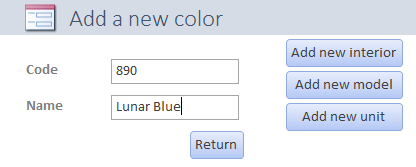 Add a new color
Code 890
Name Lunar Blue
Return
Add new interior
Add new model
Add new unit